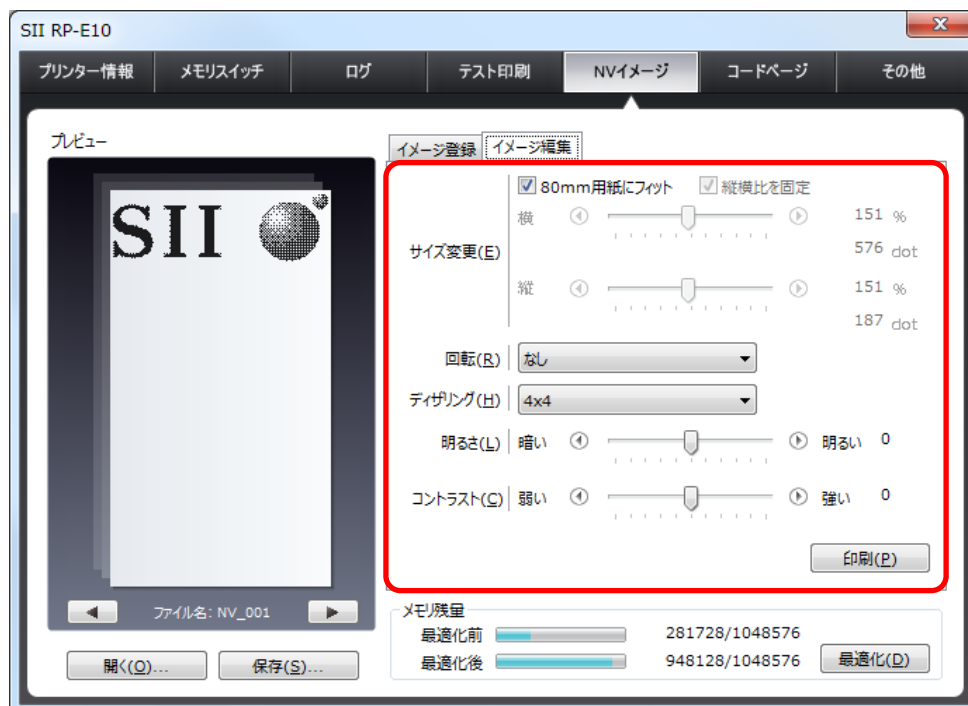 SII RP-E10
プリンター情報 メモリスイッチ ログ テスト印刷 NVイメージ コードページ その他
プレビュー
SII
ファイル名: NV_001
開く(O)... 保存(S)...
イメージ登録 イメージ編集
80mm用紙にフィット 縦横比を固定
サイズ変更(E)
横 151 %
576 dot
縦 151 %
187 dot
回転(R) なし
ディザリング(H) 4x4
明るさ(L) 暗い 明るい 0
コントラスト(C) 弱い 強い 0
印刷(P)
メモリ残量
最適化前 281728/1048576
最適化後 948128/1048576 最適化(D)